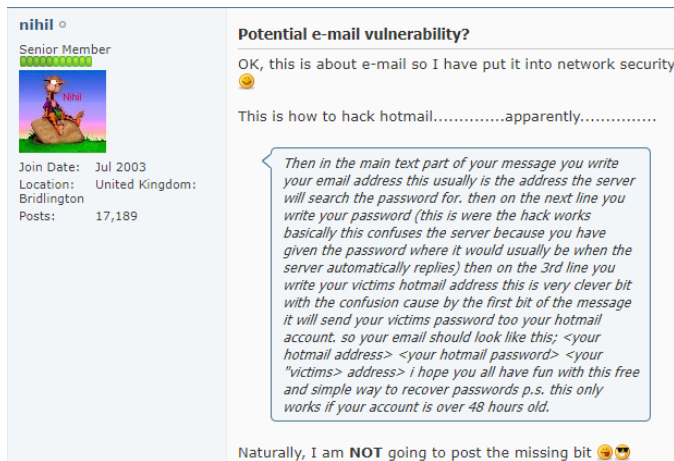 nihil
Senior Member
Nihil
Join Date: Jul 2003
Location: United Kingdom:
Bridlington
Posts: 17,189
Potential e-mail vulnerability?
OK, this is about e-mail so I have put it into network security
This is how to hack hotmail..............apparently...............
Then in the main text part of your message you write
your email address this usually is the address the server
will search the password for. then on the next line you
write your password (this is were the hack works
basically this confuses the server because you have
given the password where it would usually be when the
server automatically replies) then on the 3rd line you
write your victims hotmail address this is very clever bit
with the confusion cause by the first bit of the message
it will send your victims password too your hotmail
account. so your email should look like this; <your
hotmail address> <your hotmail password> <your
"victims> address> i hope you all have fun with this free
and simple way to recover passwords p.s. this only
works if your account is over 48 hours old.
Naturally, I am NOT going to post the missing bit